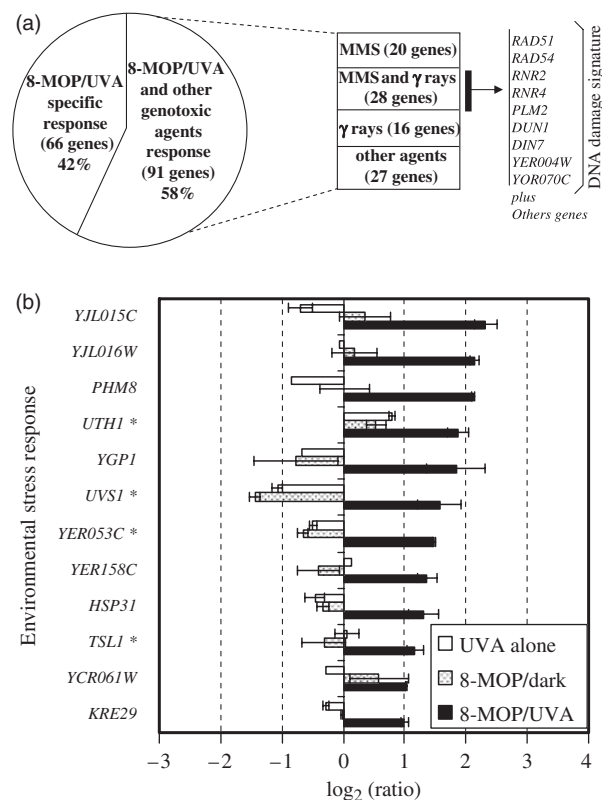 (a)
8-MOP/UVA
specific
response
(66 genes)
42%
8-MOP/UVA
and other
genotoxic
agents
response
(91 genes)
58%
MMS (20 genes)
MMS and γ rays
(28 genes)
γ rays (16 genes)
other agents
(27 genes)
RAD51
RAD54
RNR2
RNR4
PLM2
DUN1
DIN7
YER004W
YOR070C
plus
Others genes
DNA damage signature
(b)
Environmental stress response
YJL015C
YJL016W
PHM8
UTH1 *
YGP1
UVS1 *
YER053C *
YER158C
HSP31
TSL1 *
YCR061W
KRE29
UVA alone
8-MOP/dark
8-MOP/UVA
−3 −2 −1 0 1 2 3 4
log2 (ratio)